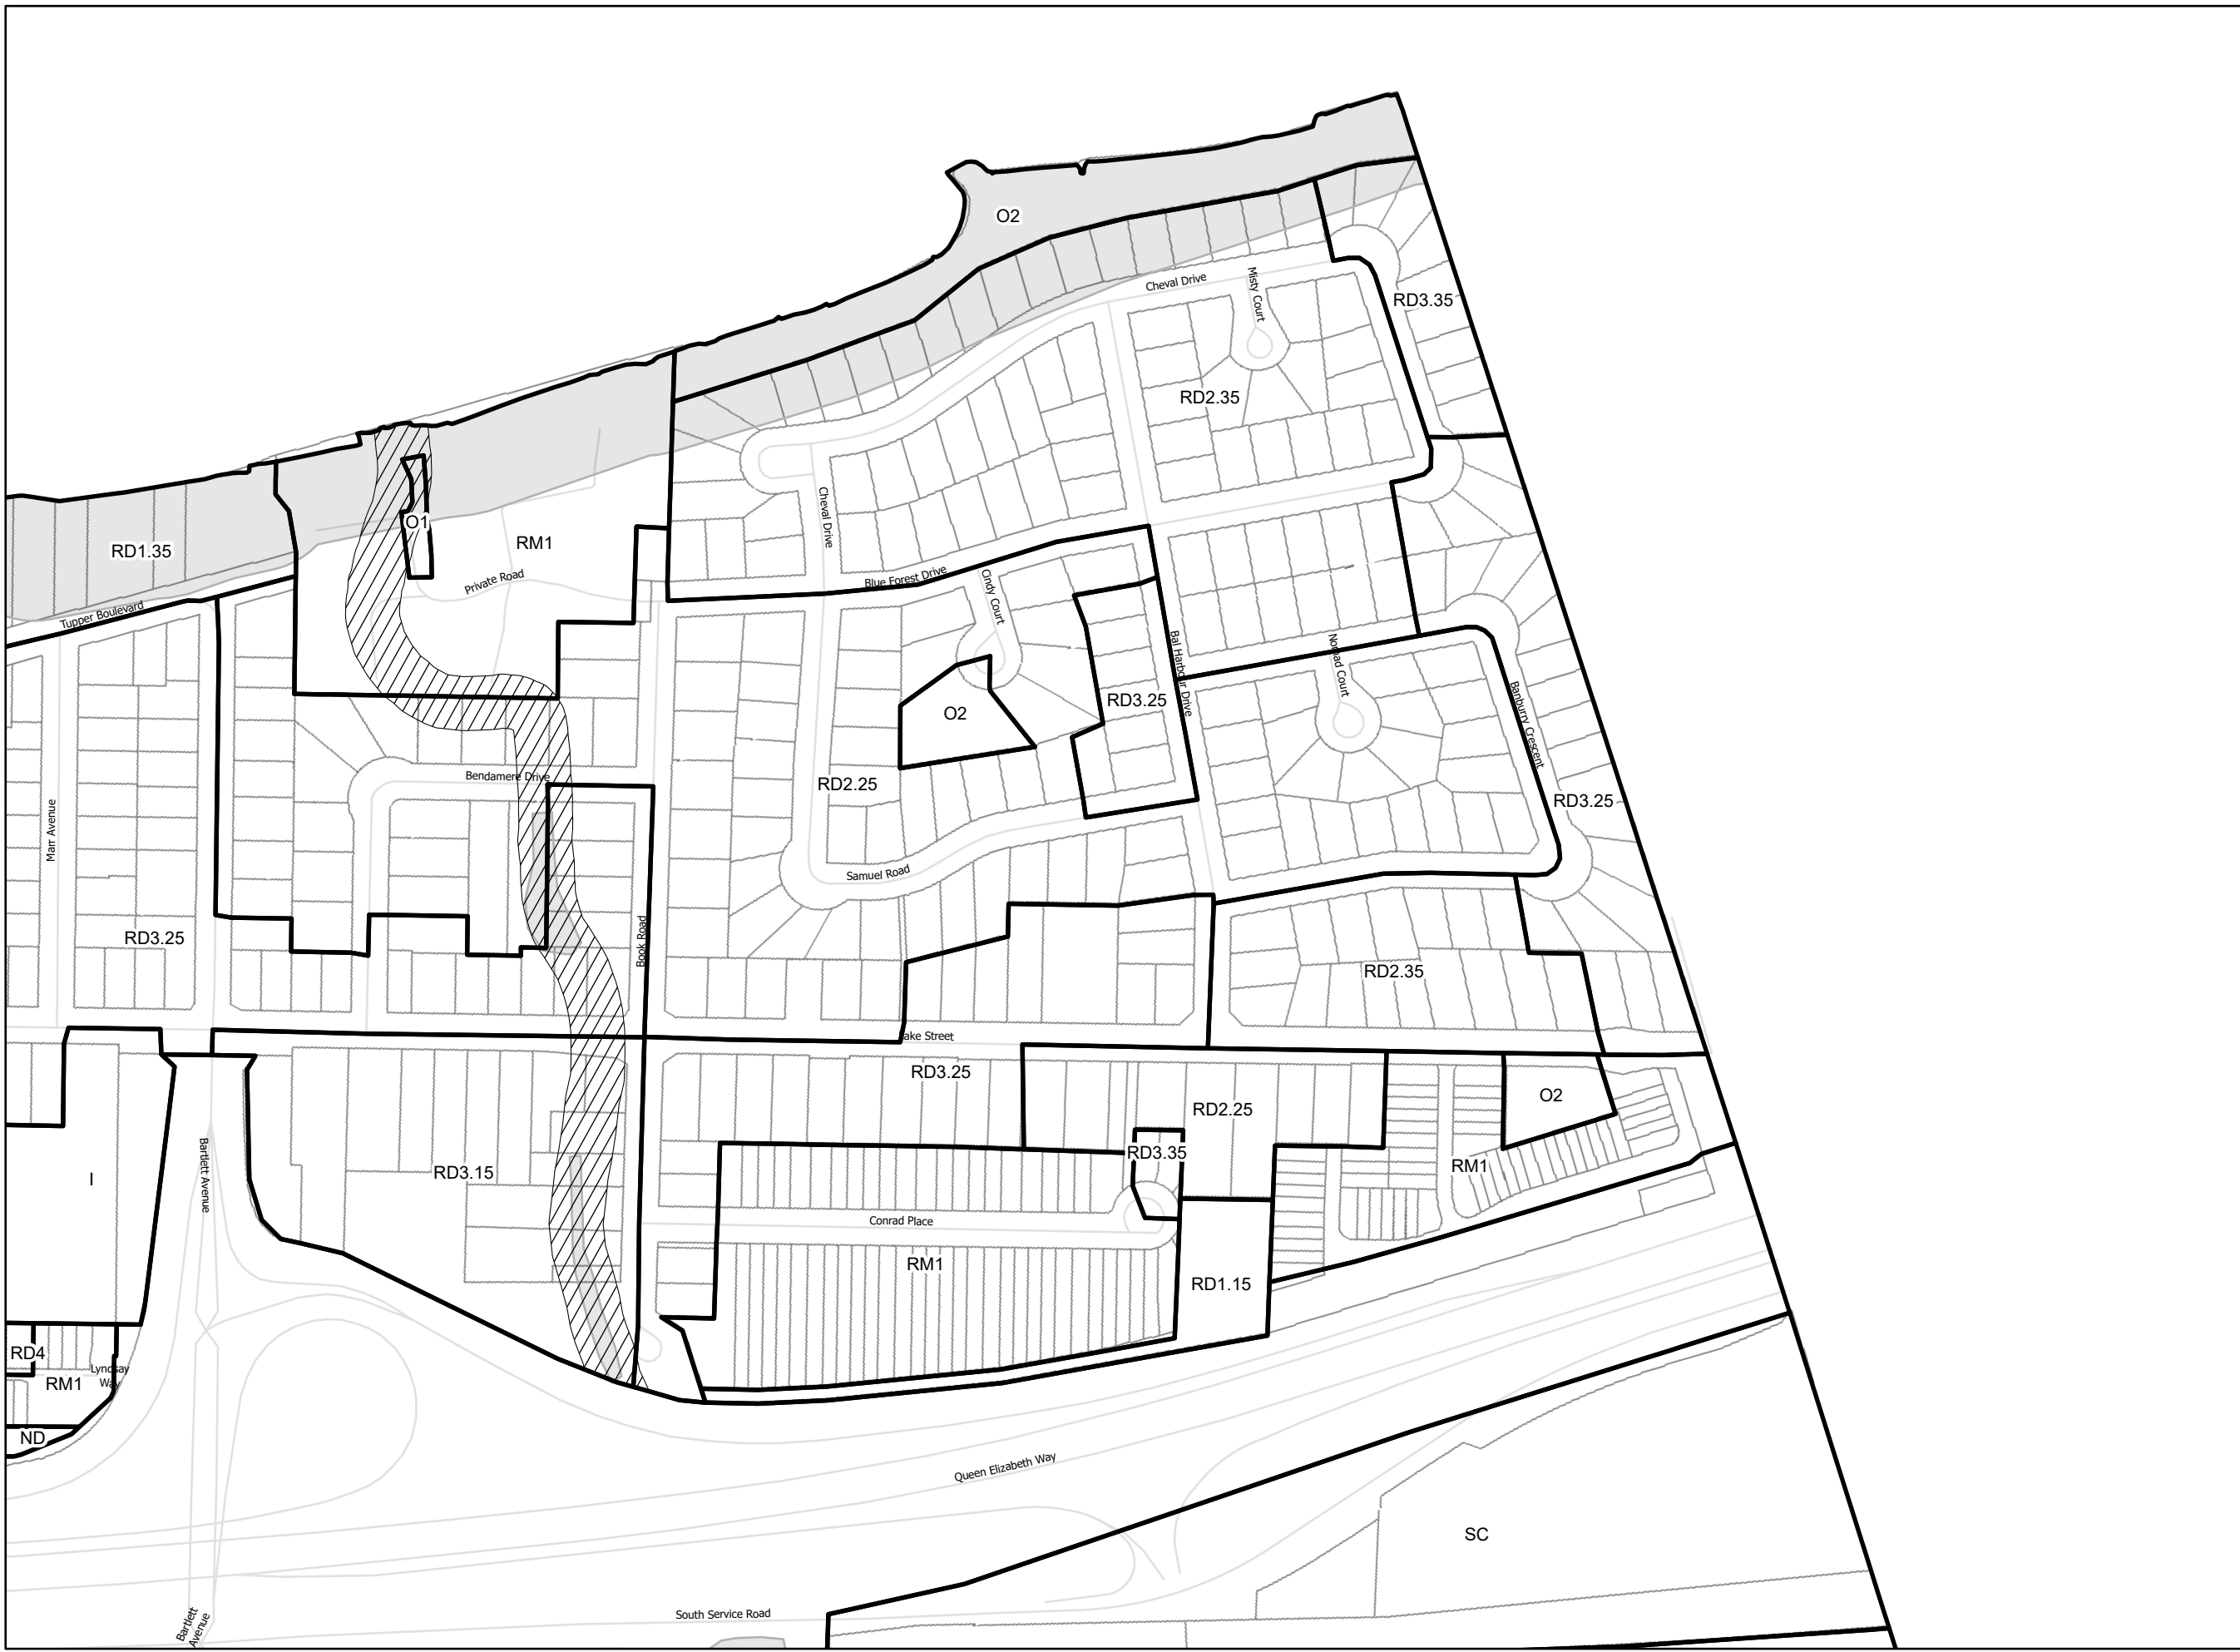 O2
Cheval Drive
Misty Court
RD3.35
RD2.35
Cheval Drive
O1
RM1
RD1.35
Private Road
Blue Forest Drive
Cindy Court
Tupper Boulevard
Bal Harbour Drive
Nomad Court
RD3.25
O2
Banburry Crescent
Bendamere Drive
RD2.25
RD3.25
Marr Avenue
Samuel Road
RD3.25
Book Road
RD2.35
Lake Street
RD3.25
O2
RD2.25
RD3.35
RM1
RD3.15
I
Bartlett Avenue
Conrad Place
RM1
RD1.15
RD4
Lyndsay
Way
RM1
ND
Queen Elizabeth Way
SC
South Service Road
Bartlett
Avenue